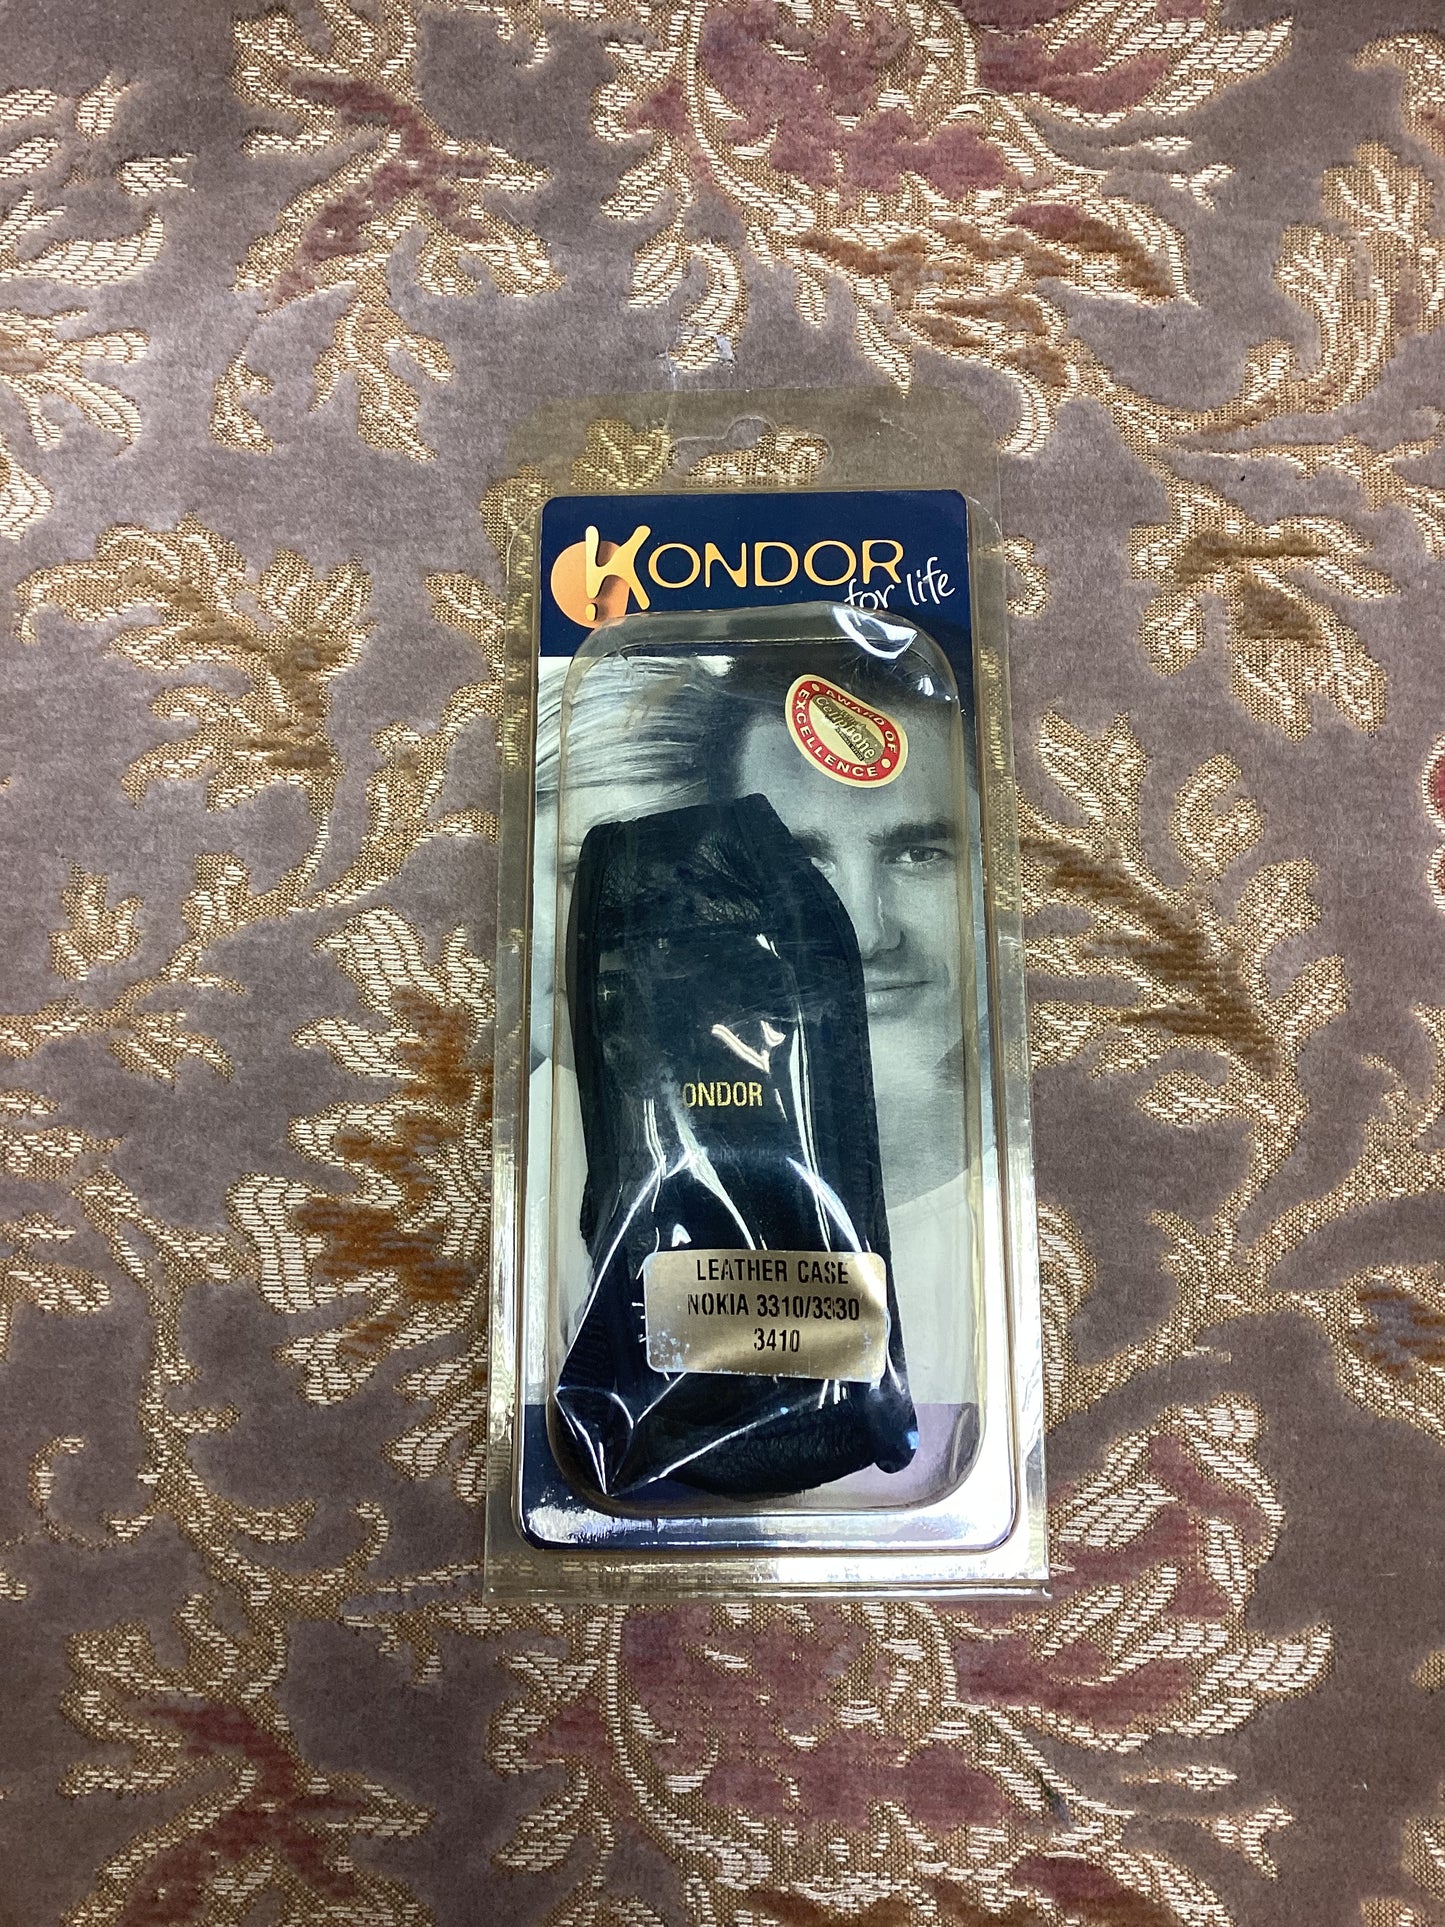 KONDOR
for life
AWARD OF
EXCELLENCE
ONDOR
LEATHER CASE
NOKIA 3310/3330
3410